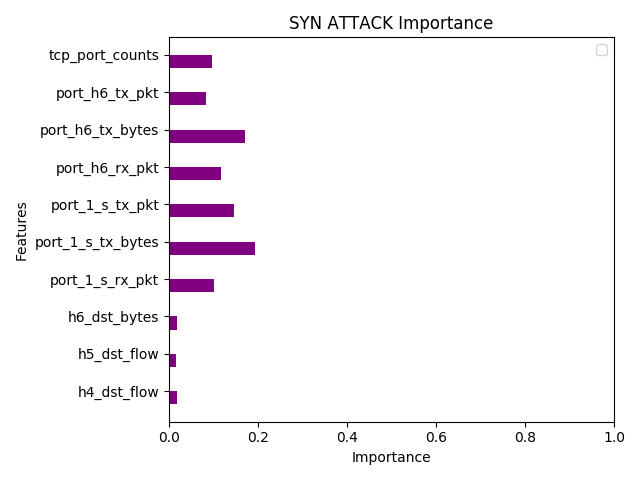 SYN ATTACK Importance
tcp_port_counts
port_h6_tx_pkt
port_h6_tx_bytes
port_h6_rx_pkt
port_1_s_tx_pkt
port_1_s_tx_bytes
port_1_s_rx_pkt
h6_dst_bytes
h5_dst_flow
h4_dst_flow
Features
0.0 0.2 0.4 0.6 0.8 1.0
Importance